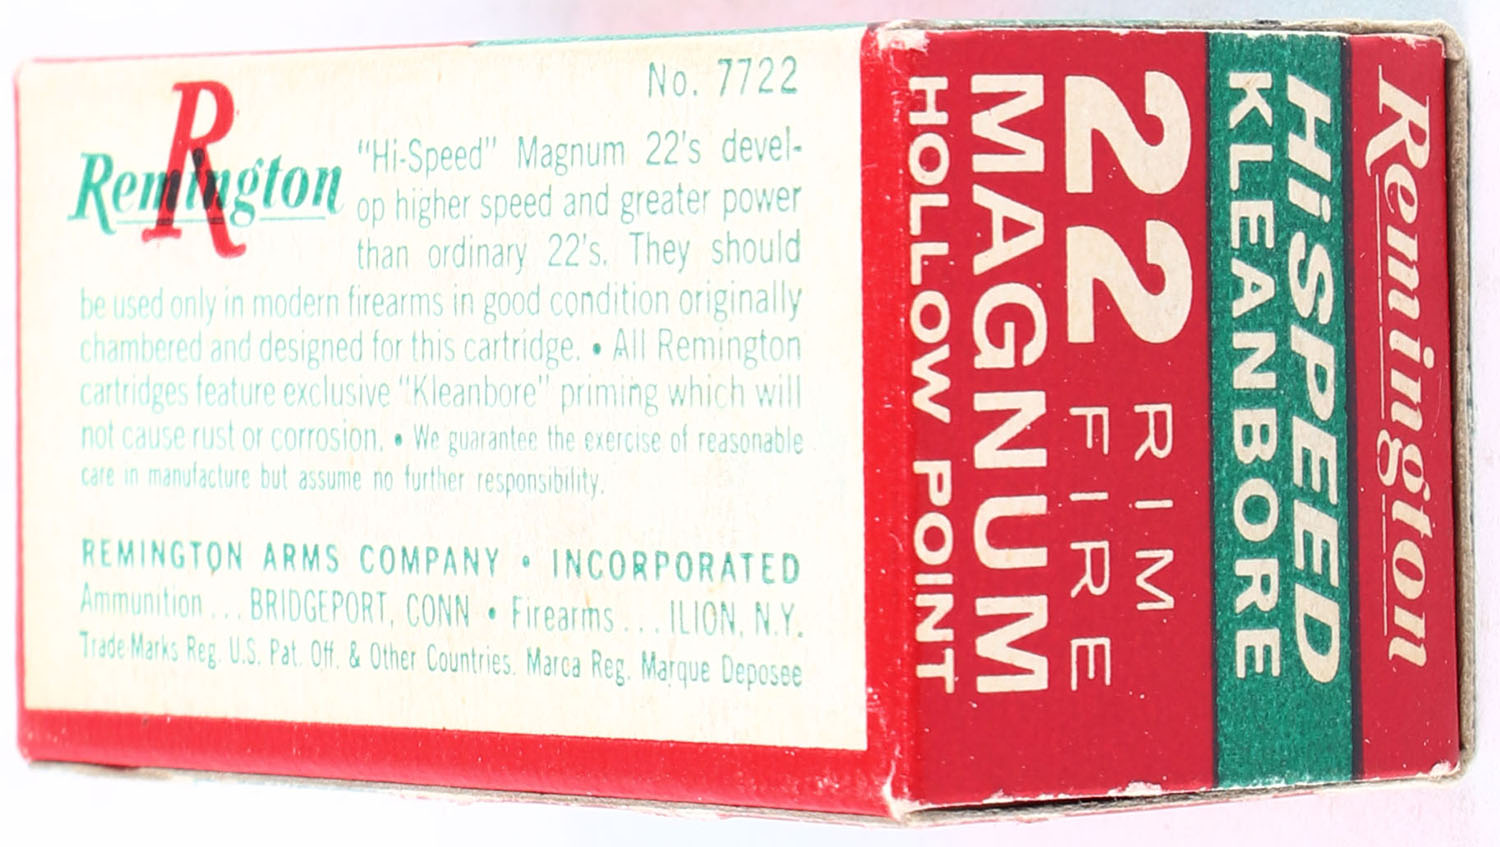 No. 7722
R
Remington
"Hi-Speed" Magnum 22's devel-
op higher speed and greater power
than ordinary 22's. They should
be used only in modern firearms in good condition originally
chambered and designed for this cartridge. • All Remington
cartridges feature exclusive "Kleanbore" priming which will
not cause rust or corrosion. • We guarantee the exercise of reasonable
care in manufacture but assume no further responsibility.
REMINGTON ARMS COMPANY • INCORPORATED
Ammunition ... BRIDGEPORT, CONN • Firearms ... ILION, N.Y.
Trade Marks Reg. U.S. Pat. Off. & Other Countries. Marca Reg. Marque Deposee
Remington
HiSPEED
KLEANBORE
22 RIM
FIRE
MAGNUM
HOLLOW POINT